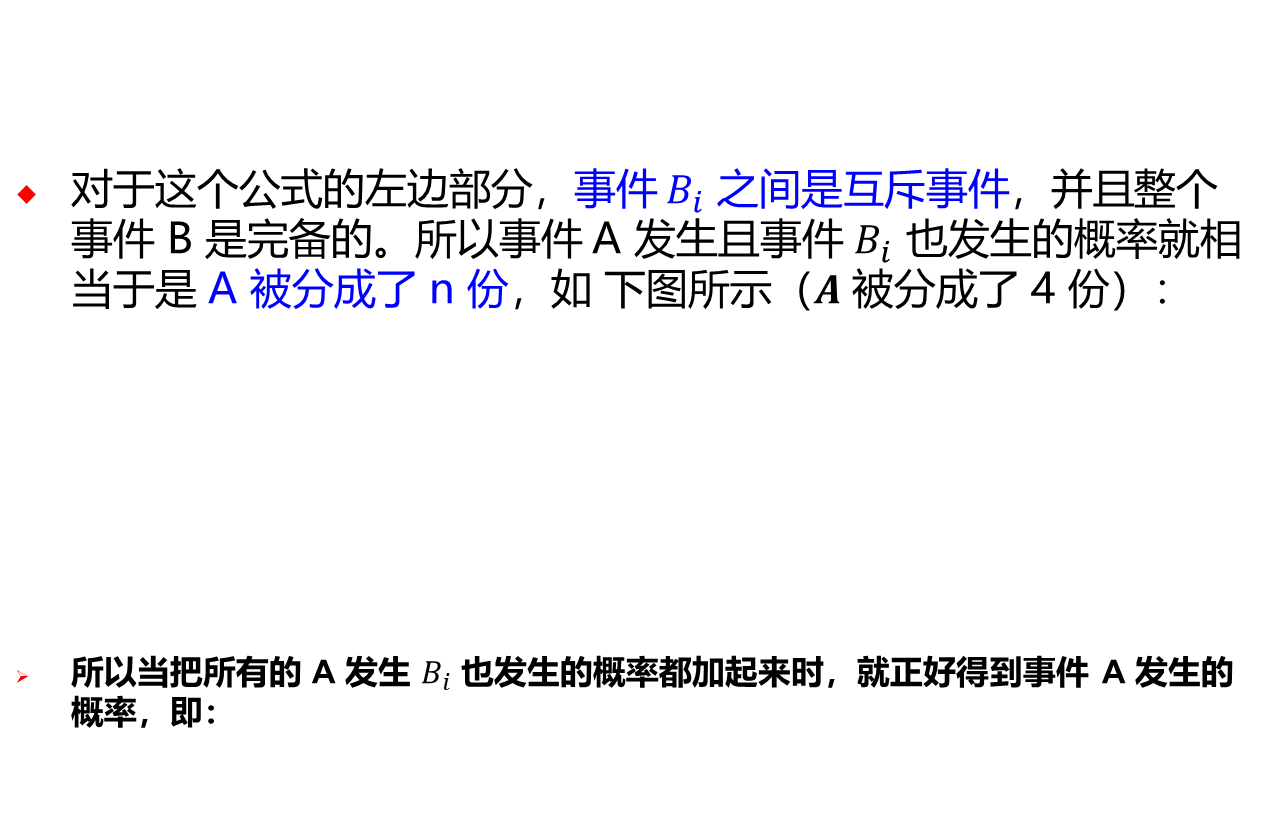 对于这个公式的左边部分，事件 Bᵢ 之间是互斥事件，并且整个
事件 B 是完备的。所以事件 A 发生且事件 Bᵢ 也发生的概率就相
当于是 A 被分成了 n 份，如 下图所示（A 被分成了 4 份）：
所以当把所有的 A 发生 Bᵢ 也发生的概率都加起来时，就正好得到事件 A 发生的
概率，即：